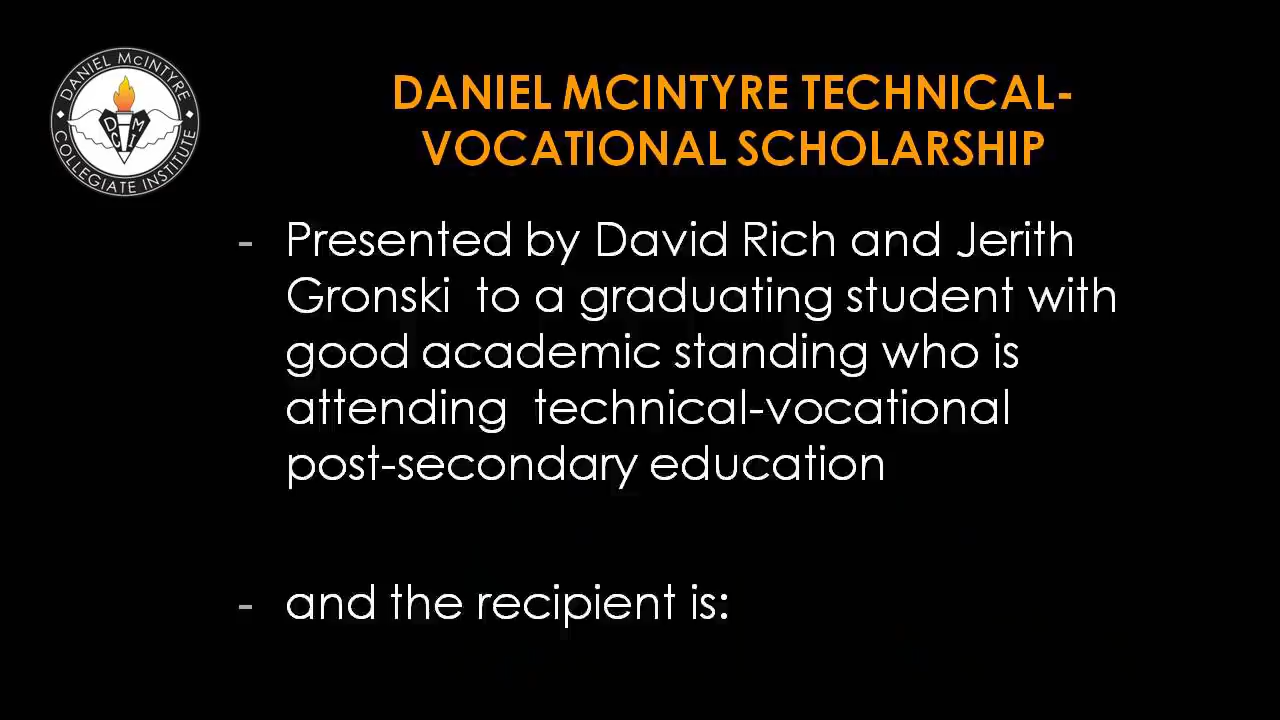 DANIEL McINTYRE
COLLEGIATE INSTITUTE
D M
C I
DANIEL MCINTYRE TECHNICAL-
VOCATIONAL SCHOLARSHIP
- Presented by David Rich and Jerith
Gronski to a graduating student with
good academic standing who is
attending technical-vocational
post-secondary education
- and the recipient is: